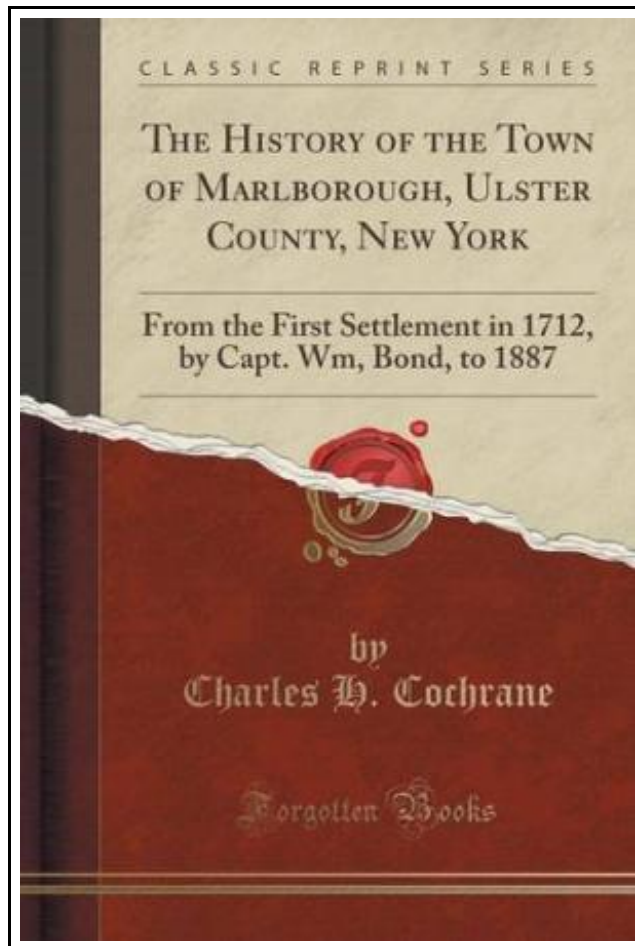 CLASSIC REPRINT SERIES
THE HISTORY OF THE TOWN
OF MARLBOROUGH, ULSTER
COUNTY, NEW YORK
From the First Settlement in 1712,
by Capt. Wm, Bond, to 1887
by
Charles H. Cochrane
Forgotten Books